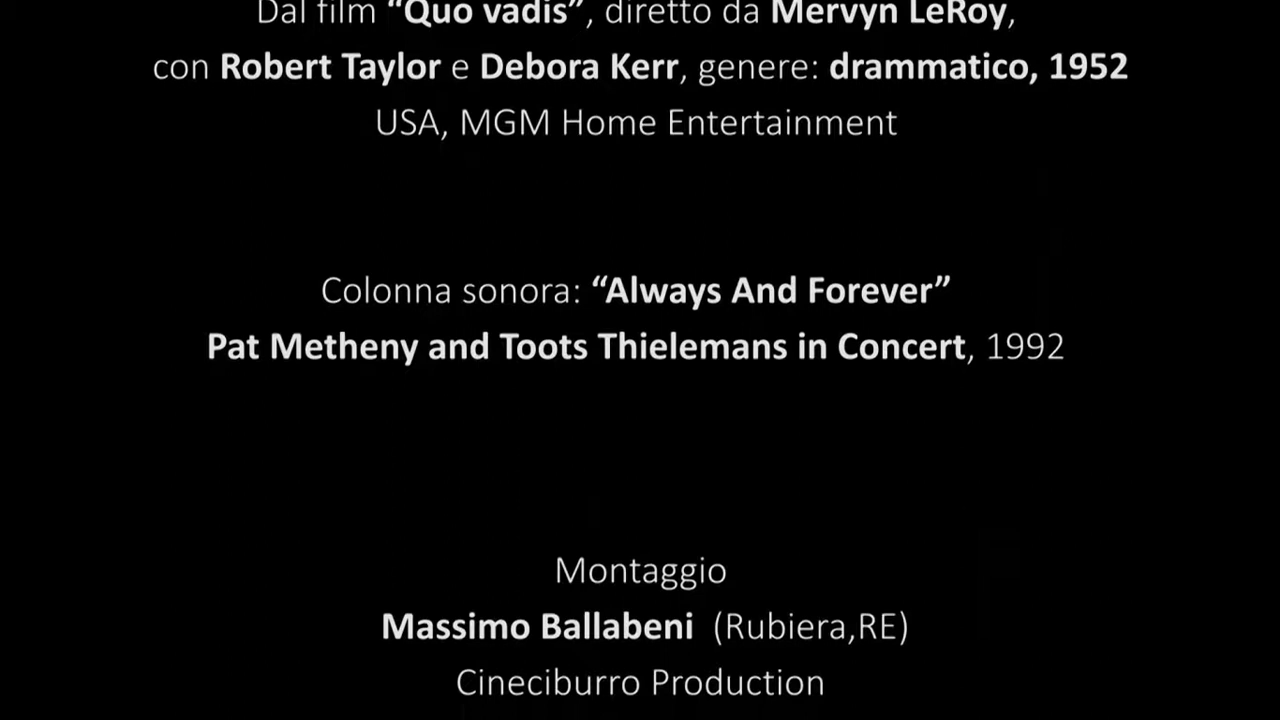 Dal film “Quo vadis”, diretto da Mervyn LeRoy,
con Robert Taylor e Debora Kerr, genere: drammatico, 1952
USA, MGM Home Entertainment
Colonna sonora: “Always And Forever”
Pat Metheny and Toots Thielemans in Concert, 1992
Montaggio
Massimo Ballabeni (Rubiera,RE)
Cineciburro Production